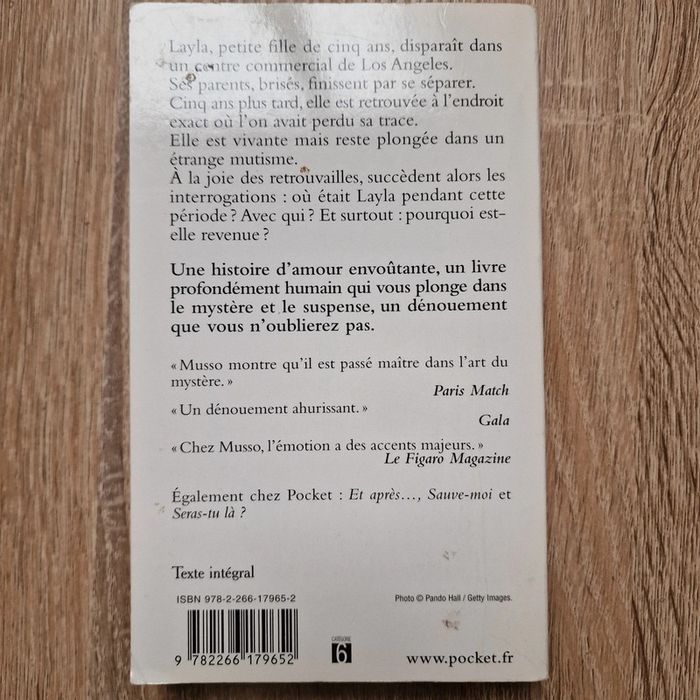 Layla, petite fille de cinq ans, disparaît dans
un centre commercial de Los Angeles.
Ses parents, brisés, finissent par se séparer.
Cinq ans plus tard, elle est retrouvée à l'endroit
exact où l'on avait perdu sa trace.
Elle est vivante mais reste plongée dans un
étrange mutisme.
À la joie des retrouvailles, succèdent alors les
interrogations : où était Layla pendant cette
période ? Avec qui ? Et surtout : pourquoi est-
elle revenue ?
Une histoire d'amour envoûtante, un livre
profondément humain qui vous plonge dans
le mystère et le suspense, un dénouement
que vous n'oublierez pas.
« Musso montre qu'il est passé maître dans l'art du
mystère. »
Paris Match
« Un dénouement ahurissant. »
Gala
« Chez Musso, l'émotion a des accents majeurs. »
Le Figaro Magazine
Également chez Pocket : Et après…, Sauve-moi et
Seras-tu là ?
Texte intégral
ISBN 978-2-266-17965-2
Photo © Pando Hall / Getty Images.
CATÉGORIE
6
9 782266 179652
www.pocket.fr